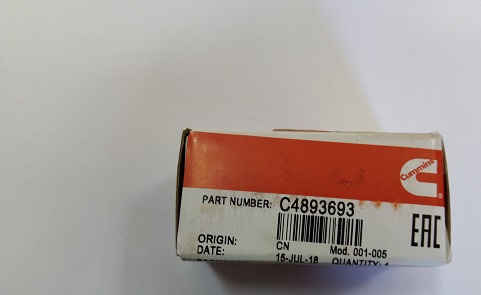 Cummins
PART NUMBER: C4893693
EAC
ORIGIN: CN Mod. 001-005
DATE: 15-JUL-18 QUANTITY: 1